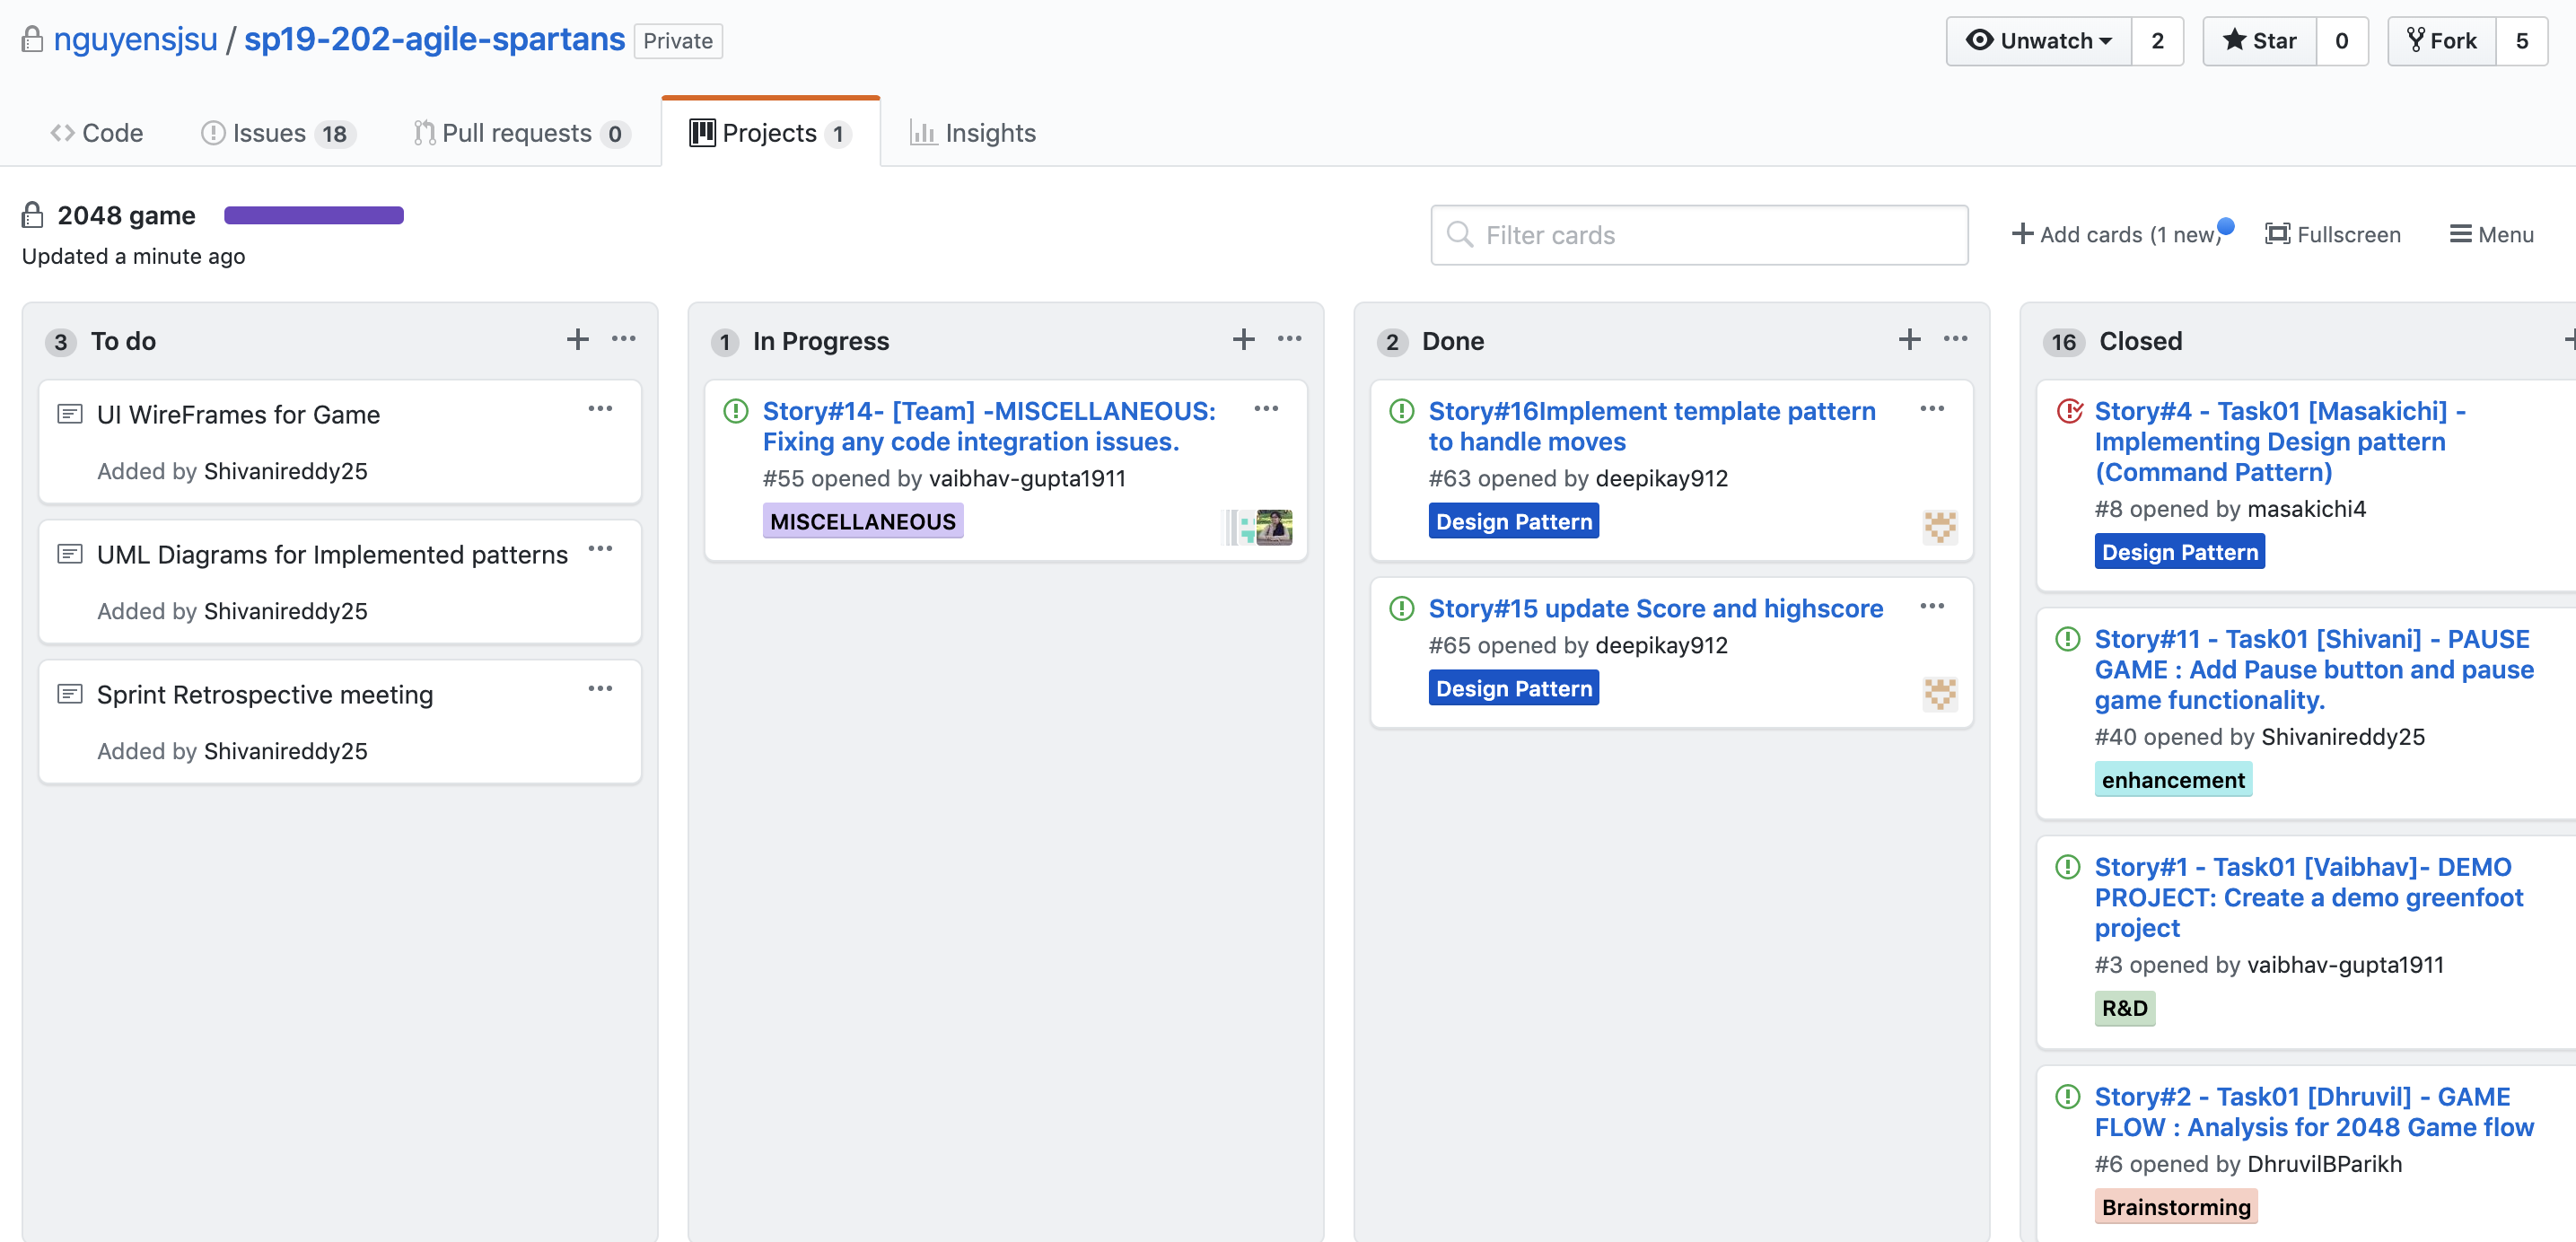 nguyensjsu / sp19-202-agile-spartans Private
Unwatch 2 Star 0 Fork 5
Code Issues 18 Pull requests 0 Projects 1 Insights
2048 game
Updated a minute ago
Filter cards
Add cards (1 new)
Fullscreen
Menu
3 To do
UI WireFrames for Game
Added by Shivanireddy25
UML Diagrams for Implemented patterns
Added by Shivanireddy25
Sprint Retrospective meeting
Added by Shivanireddy25
1 In Progress
Story#14- [Team] -MISCELLANEOUS:
Fixing any code integration issues.
#55 opened by vaibhav-gupta1911
MISCELLANEOUS
2 Done
Story#16Implement template pattern
to handle moves
#63 opened by deepikay912
Design Pattern
Story#15 update Score and highscore
#65 opened by deepikay912
Design Pattern
16 Closed
Story#4 - Task01 [Masakichi] -
Implementing Design pattern
(Command Pattern)
#8 opened by masakichi4
Design Pattern
Story#11 - Task01 [Shivani] - PAUSE
GAME : Add Pause button and pause
game functionality.
#40 opened by Shivanireddy25
enhancement
Story#1 - Task01 [Vaibhav]- DEMO
PROJECT: Create a demo greenfoot
project
#3 opened by vaibhav-gupta1911
R&D
Story#2 - Task01 [Dhruvil] - GAME
FLOW : Analysis for 2048 Game flow
#6 opened by DhruvilBParikh
Brainstorming